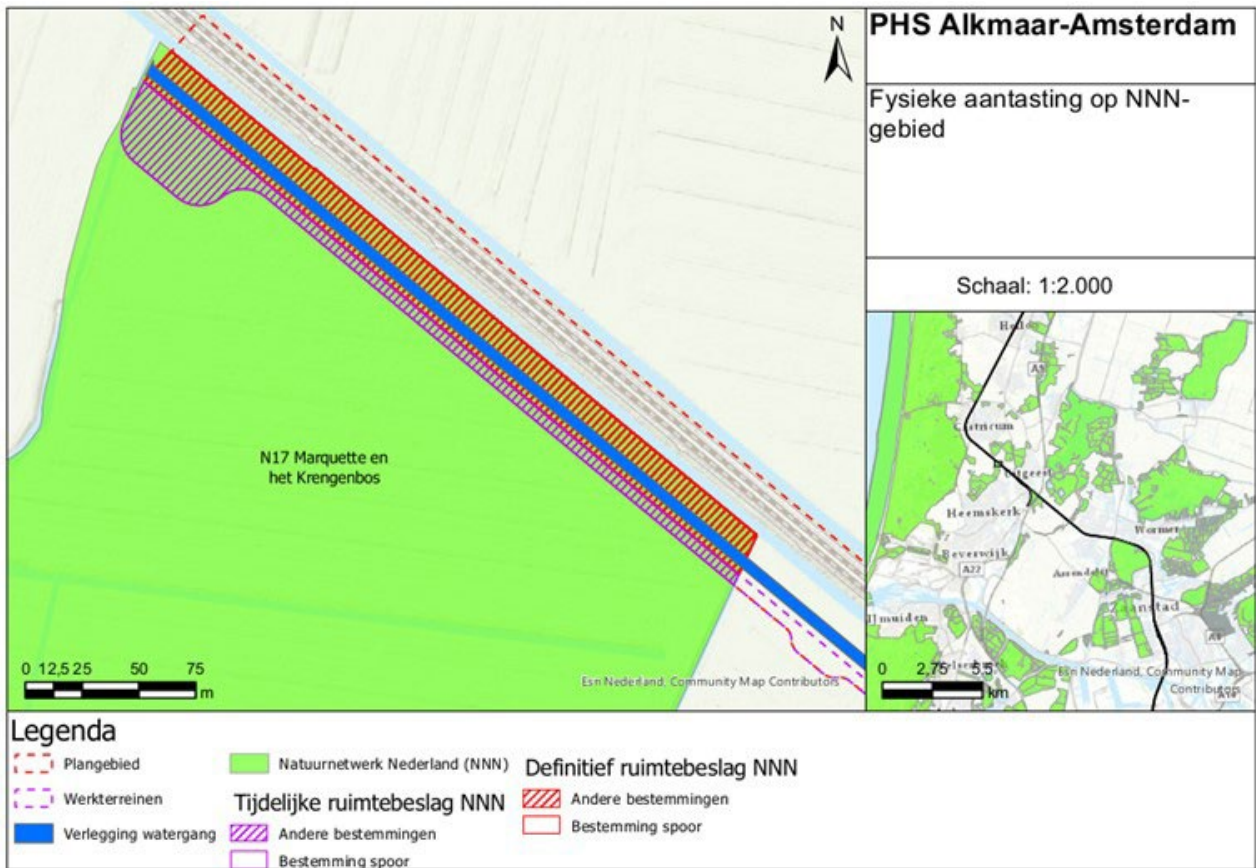 PHS Alkmaar-Amsterdam
Fysieke aantasting op NNN-
gebied
Schaal: 1:2.000
N
N17 Marquette en
het Krengenbos
0 12,5 25 50 75
m
Esri Nederland, Community Map Contributors
A9
Castricum
Uitgeest
Heemskerk
Beverwijk
A22
Wormer
Assendelft
Zaanstad
IJmuiden
0 2,75 5,5
km
Esri Nederland, Community Map
Contributors
Legenda
Plangebied
Werkterreinen
Verlegging watergang
Natuurnetwerk Nederland (NNN)
Tijdelijke ruimtebeslag NNN
Andere bestemmingen
Bestemming spoor
Definitief ruimtebeslag NNN
Andere bestemmingen
Bestemming spoor